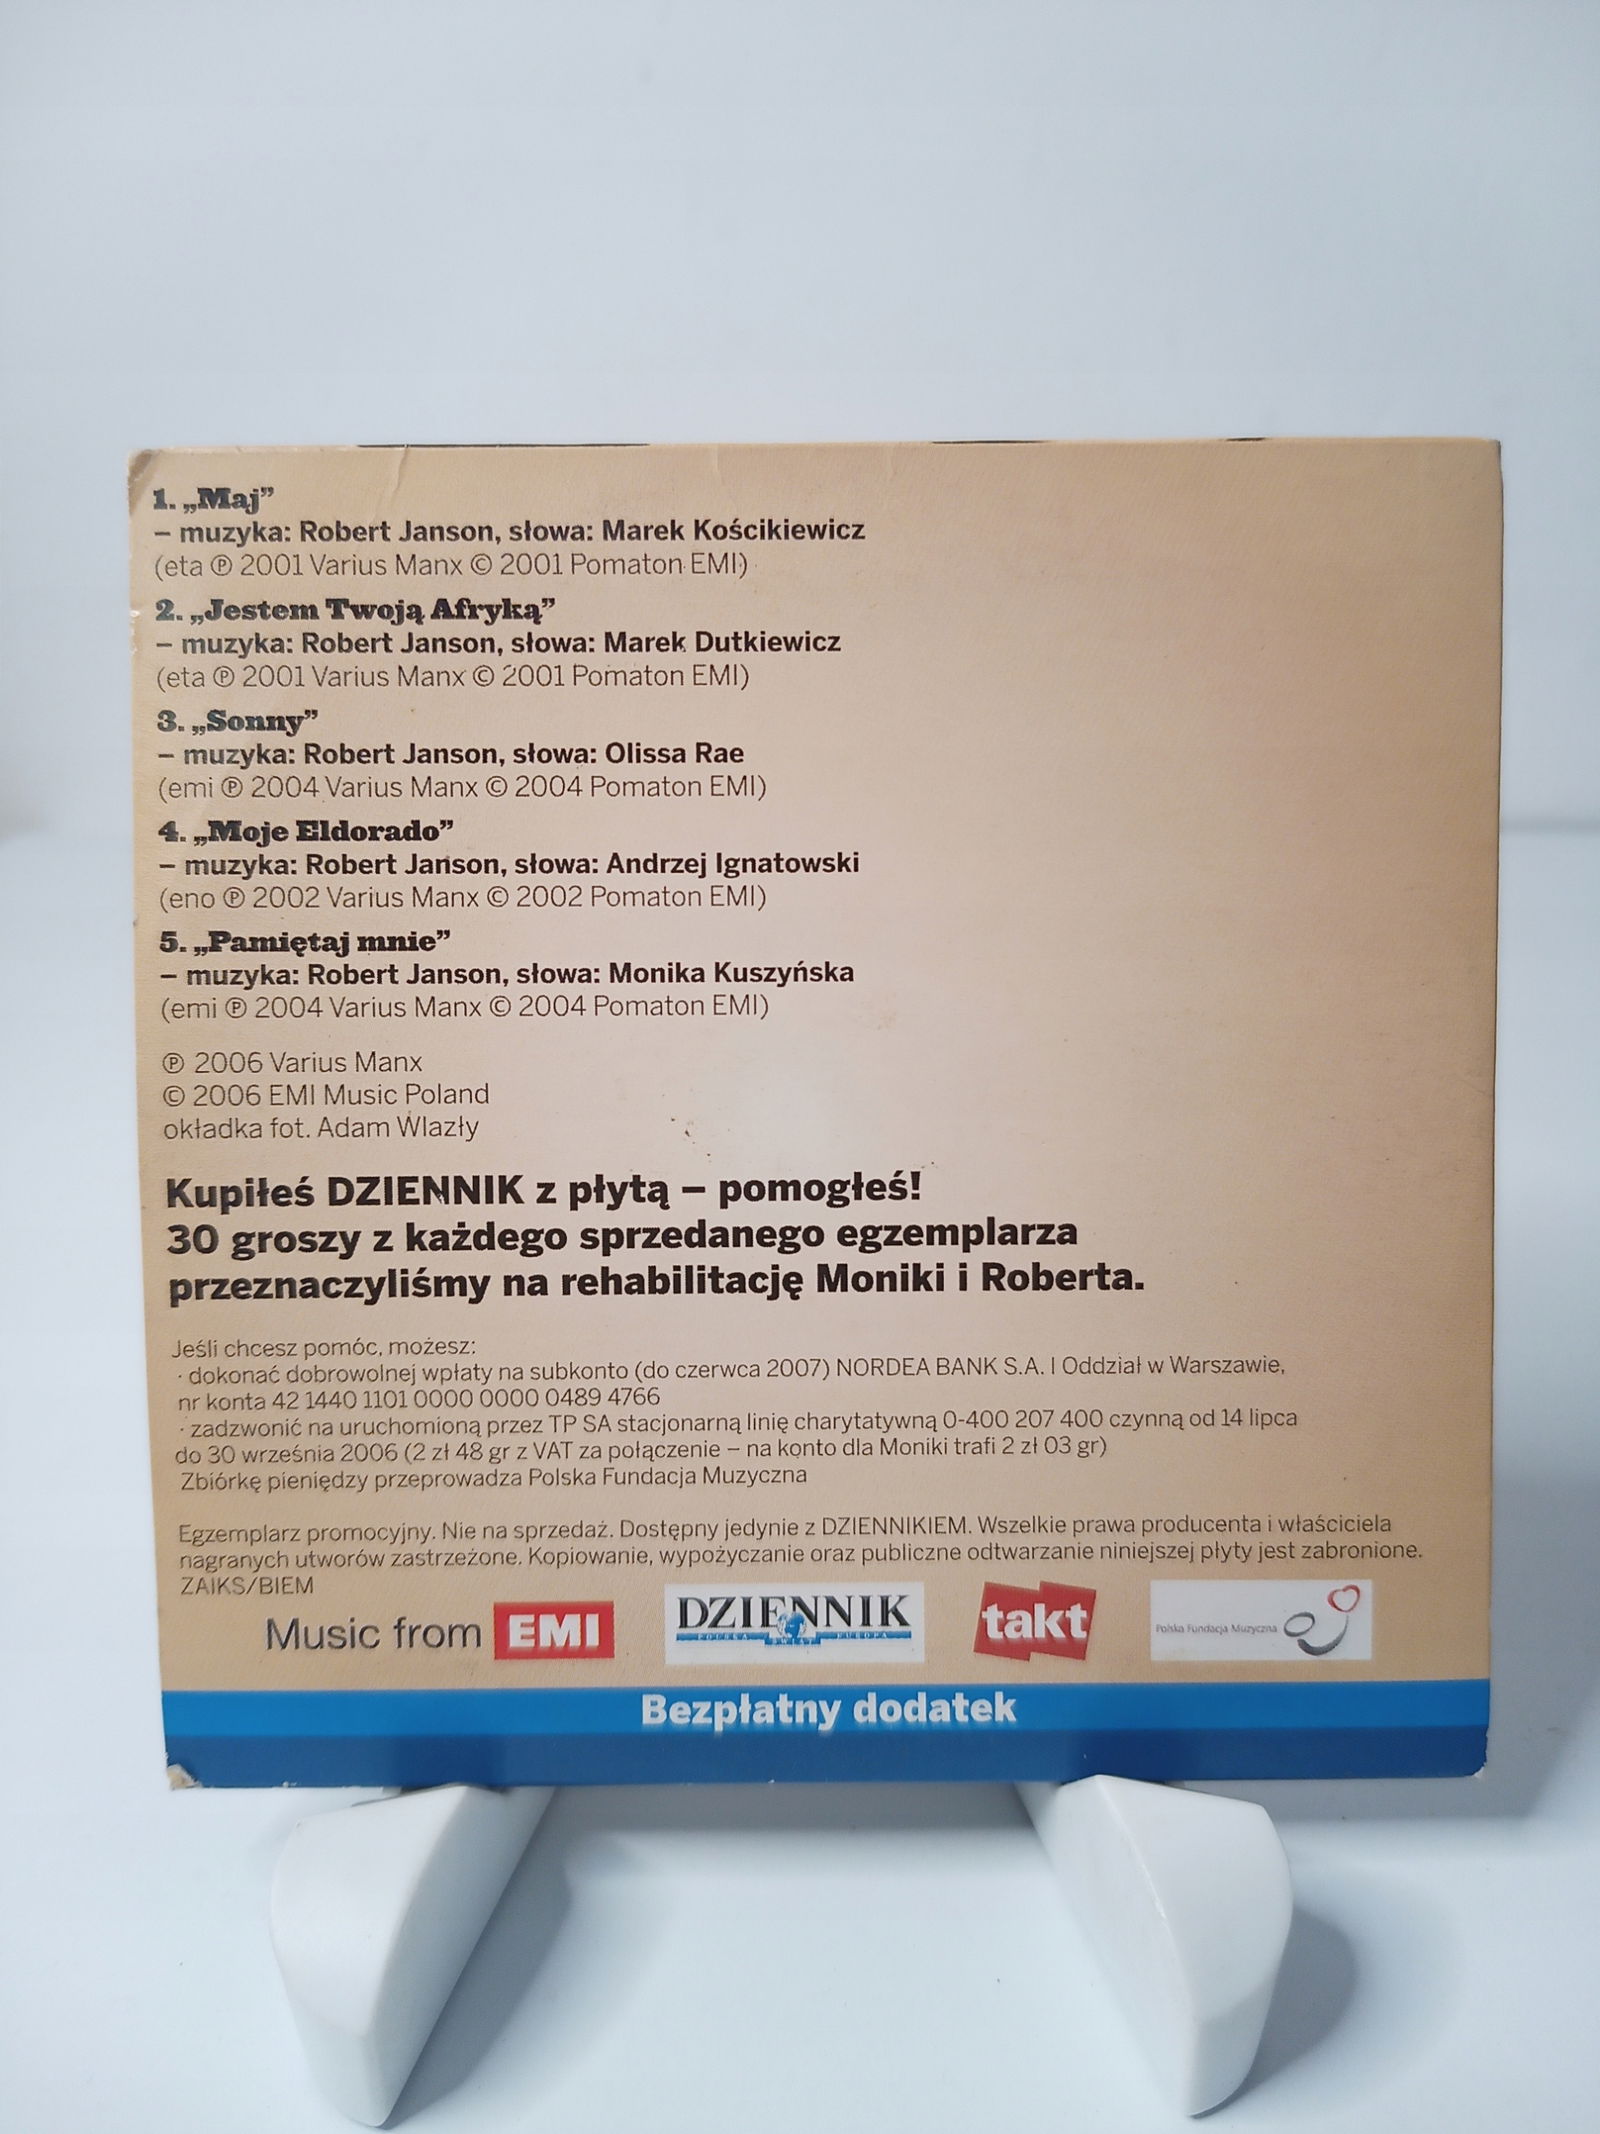 1. „Maj”
– muzyka: Robert Janson, słowa: Marek Kościkiewicz
(eta ℗ 2001 Varius Manx © 2001 Pomaton EMI)
2. „Jestem Twoją Afryką”
– muzyka: Robert Janson, słowa: Marek Dutkiewicz
(eta ℗ 2001 Varius Manx © 2001 Pomaton EMI)
3. „Sonny”
– muzyka: Robert Janson, słowa: Olissa Rae
(emi ℗ 2004 Varius Manx © 2004 Pomaton EMI)
4. „Moje Eldorado”
– muzyka: Robert Janson, słowa: Andrzej Ignatowski
(eno ℗ 2002 Varius Manx © 2002 Pomaton EMI)
5. „Pamiętaj mnie”
– muzyka: Robert Janson, słowa: Monika Kuszyńska
(emi ℗ 2004 Varius Manx © 2004 Pomaton EMI)
℗ 2006 Varius Manx
© 2006 EMI Music Poland
okładka fot. Adam Wlazły
Kupiłeś DZIENNIK z płytą – pomogłeś!
30 groszy z każdego sprzedanego egzemplarza
przeznaczyliśmy na rehabilitację Moniki i Roberta.
Jeśli chcesz pomóc, możesz:
· dokonać dobrowolnej wpłaty na subkonto (do czerwca 2007) NORDEA BANK S.A. I Oddział w Warszawie,
nr konta 42 1440 1101 0000 0000 0489 4766
· zadzwonić na uruchomioną przez TP SA stacjonarną linię charytatywną 0-400 207 400 czynną od 14 lipca
do 30 września 2006 (2 zł 48 gr z VAT za połączenie – na konto dla Moniki trafi 2 zł 03 gr)
Zbiórkę pieniędzy przeprowadza Polska Fundacja Muzyczna
Egzemplarz promocyjny. Nie na sprzedaż. Dostępny jedynie z DZIENNIKIEM. Wszelkie prawa producenta i właściciela
nagranych utworów zastrzeżone. Kopiowanie, wypożyczanie oraz publiczne odtwarzanie niniejszej płyty jest zabronione.
ZAIKS/BIEM
Music from EMI
DZIENNIK
POLSKA ŚWIAT EUROPA
takt
Polska Fundacja Muzyczna
Bezpłatny dodatek